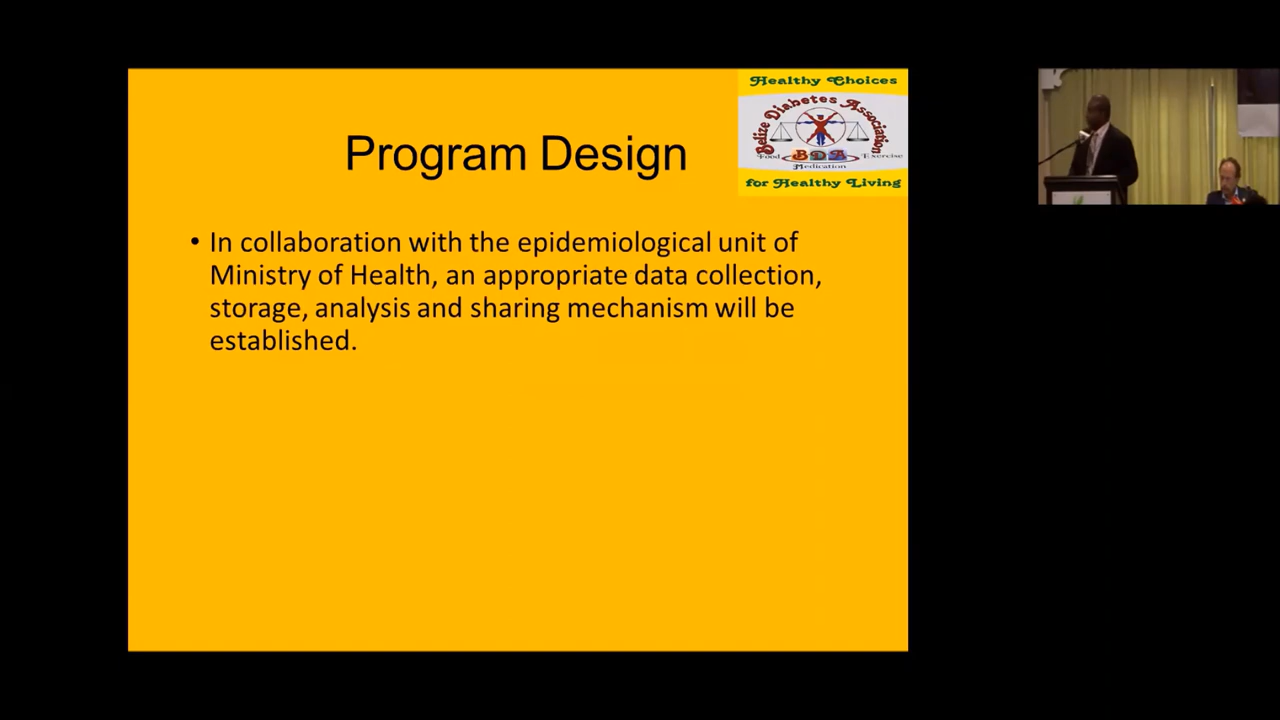 Healthy Choices
Belize Diabetes Association
Food BDA Exercise
Medication
for Healthy Living
Program Design
• In collaboration with the epidemiological unit of
Ministry of Health, an appropriate data collection,
storage, analysis and sharing mechanism will be
established.